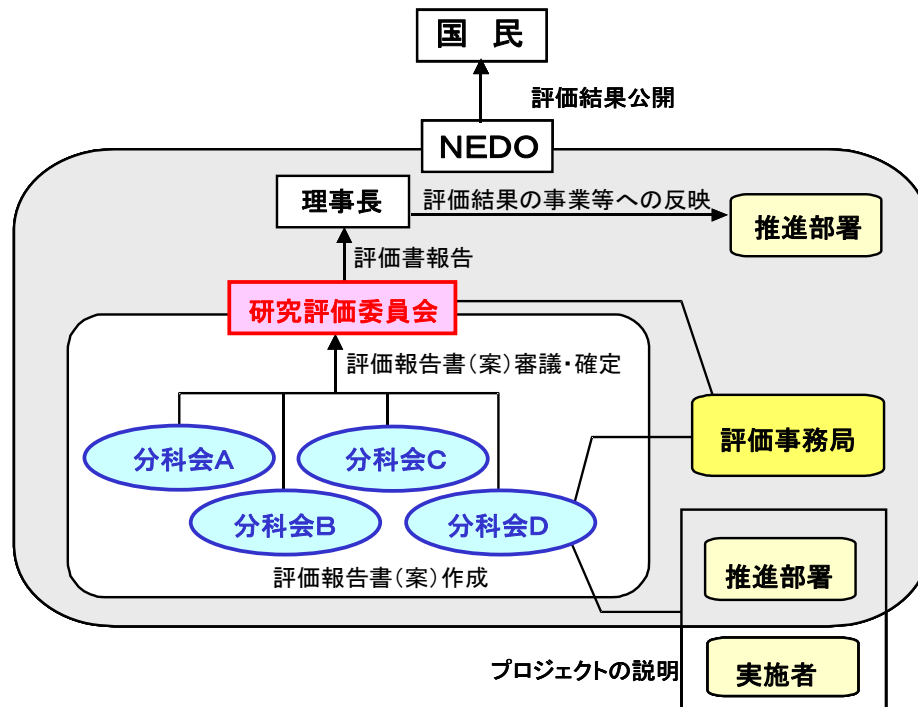 国 民
評価結果公開
NEDO
理事長
評価結果の事業等への反映
推進部署
評価書報告
研究評価委員会
評価報告書(案)審議・確定
分科会A
分科会C
評価事務局
分科会B
分科会D
評価報告書(案)作成
推進部署
プロジェクトの説明
実施者